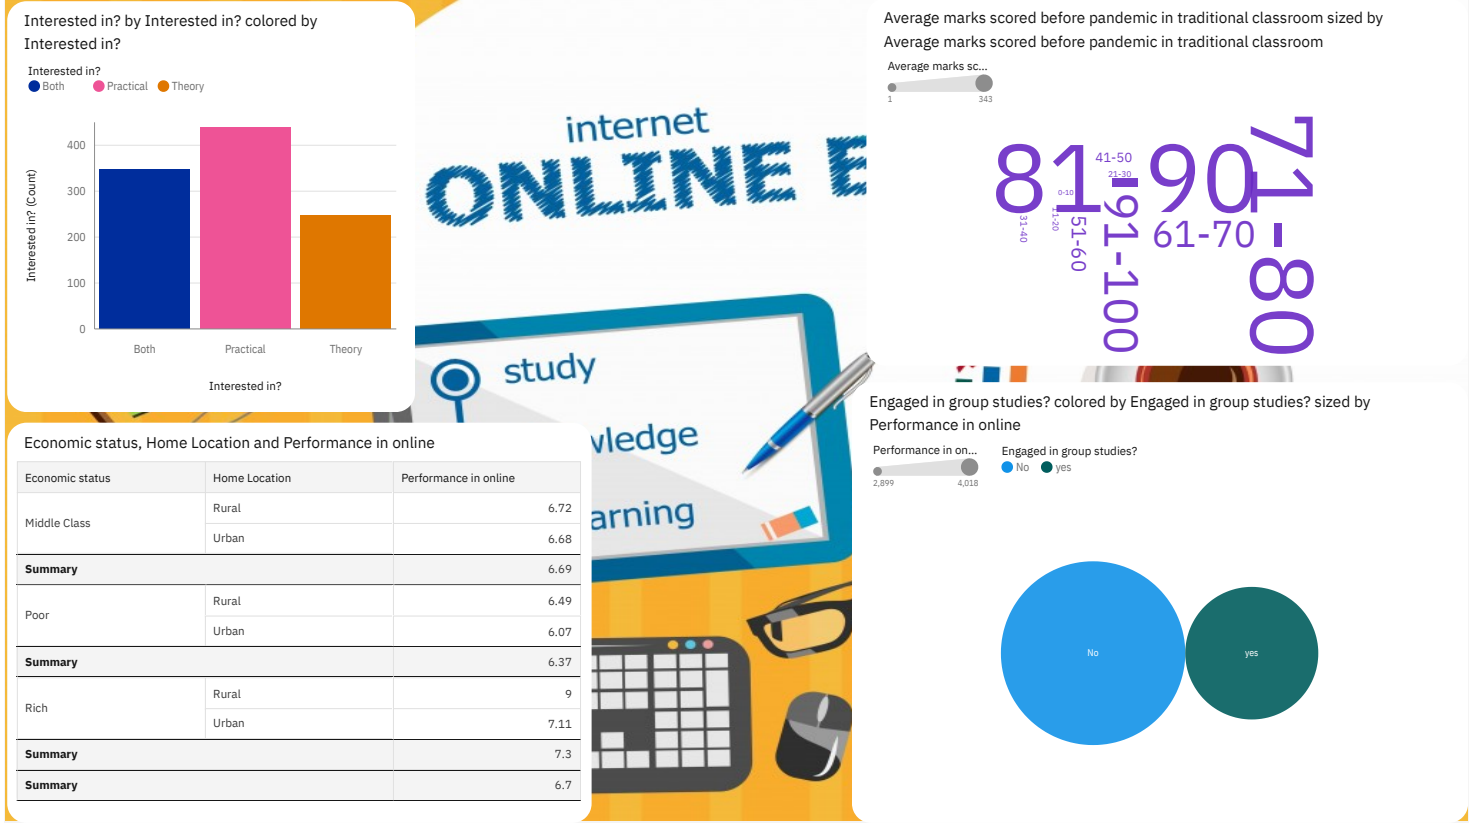 Interested in? by Interested in? colored by
Interested in?
Interested in?
Both Practical Theory
Interested in? (Count)
400
300
200
100
0
Both Practical Theory
Interested in?
internet
ONLINE E
study
wledge
arning
Average marks scored before pandemic in traditional classroom sized by
Average marks scored before pandemic in traditional classroom
Average marks sc...
1 343
81-90
71-80
41-50
21-30
0-10
31-40
11-20
51-60
91-100
61-70
Economic status, Home Location and Performance in online
Economic status Home Location Performance in online
Middle Class Rural 6.72
Urban 6.68
Summary 6.69
Poor Rural 6.49
Urban 6.07
Summary 6.37
Rich Rural 9
Urban 7.11
Summary 7.3
Summary 6.7
Engaged in group studies? colored by Engaged in group studies? sized by
Performance in online
Performance in on... Engaged in group studies?
No yes
2,899 4,018
No
yes